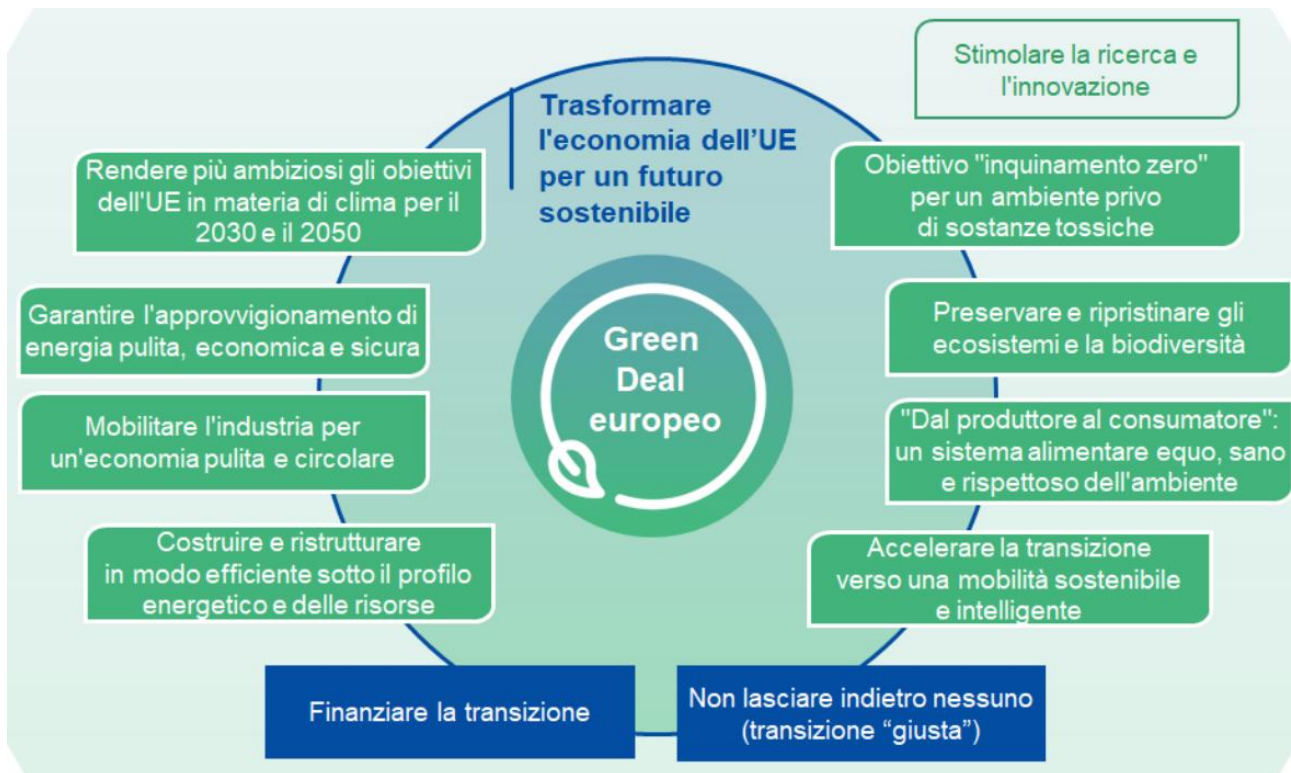 Stimolare la ricerca e
l'innovazione
Trasformare
l'economia dell’UE
per un futuro
sostenibile
Rendere più ambiziosi gli obiettivi
dell'UE in materia di clima per il
2030 e il 2050
Obiettivo "inquinamento zero"
per un ambiente privo
di sostanze tossiche
Garantire l'approvvigionamento di
energia pulita, economica e sicura
Preservare e ripristinare gli
ecosistemi e la biodiversità
Green
Deal
europeo
Mobilitare l'industria per
un'economia pulita e circolare
"Dal produttore al consumatore":
un sistema alimentare equo, sano
e rispettoso dell'ambiente
Costruire e ristrutturare
in modo efficiente sotto il profilo
energetico e delle risorse
Accelerare la transizione
verso una mobilità sostenibile
e intelligente
Finanziare la transizione
Non lasciare indietro nessuno
(transizione “giusta”)